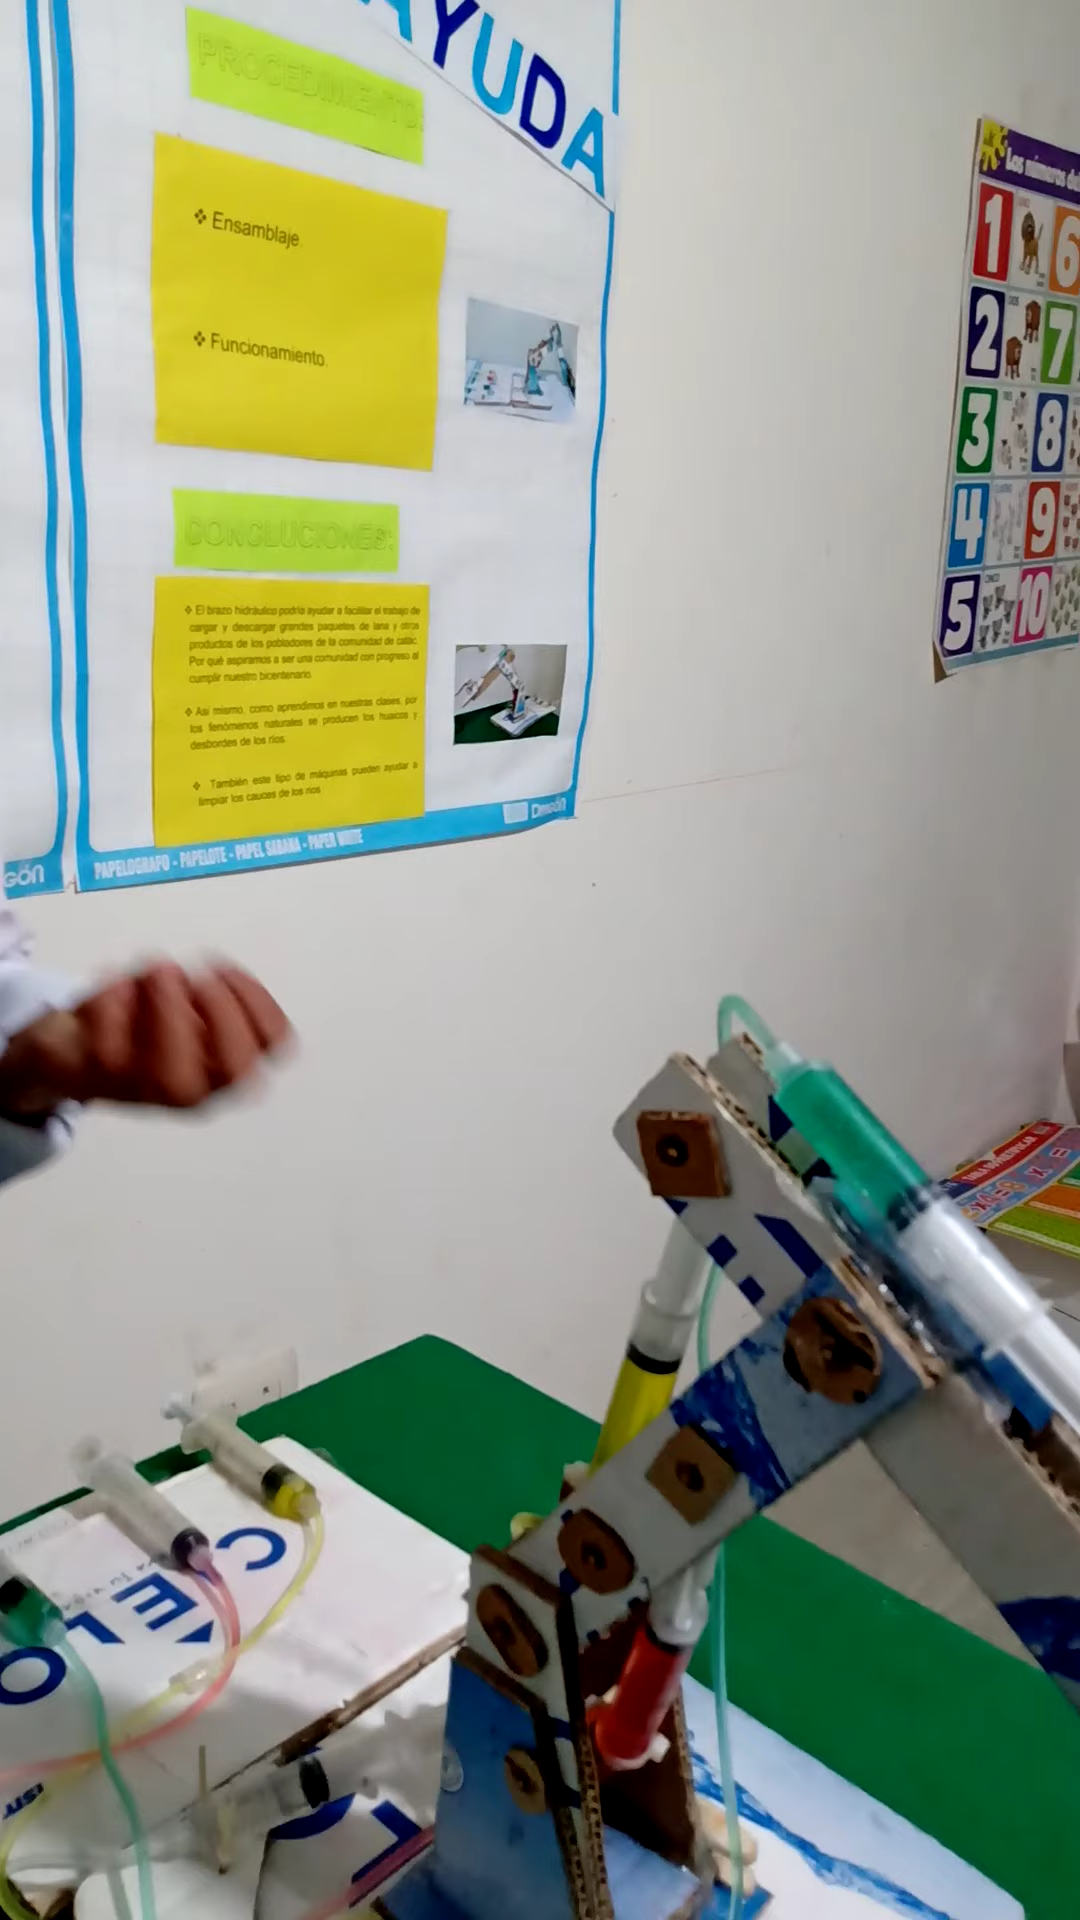 AYUDA
PROCEDIMIENTO:
❖ Ensamblaje.
❖ Funcionamiento.
CONCLUCIONES:
❖ El brazo hidráulico podría ayudar a facilitar el trabajo de
cargar y descargar grandes paquetes de lana y otros
productos de los pobladores de la comunidad de callac.
Por qué aspiramos a ser una comunidad con progreso al
cumplir nuestro bicentenario.
❖ Así mismo, como aprendimos en nuestras clases, por
los fenómenos naturales se producen los huaicos y
desbordes de los ríos.
❖ También este tipo de máquinas pueden ayudar a
limpiar los cauces de los ríos
PAPELOGRAFO - PAPELOTE - PAPEL SABANA - PAPER WHITE
Los números del
1
6
2
DOS
7
3
8
4
9
5
10
CIELO